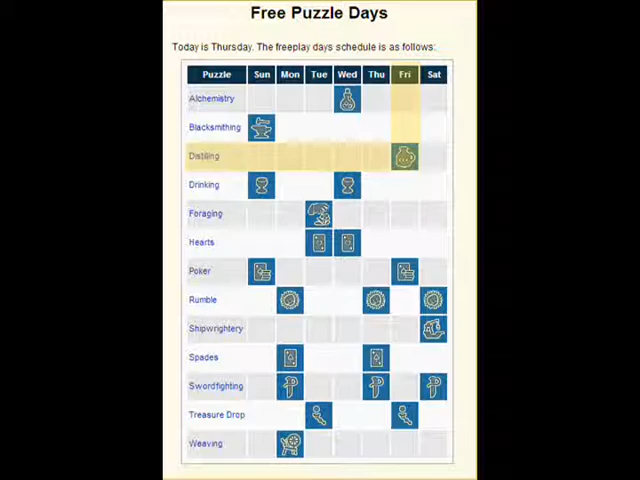 Free Puzzle Days
Today is Thursday. The freeplay days schedule is as follows:
Puzzle Sun Mon Tue Wed Thu Fri Sat
Alchemistry
Blacksmithing
Distilling
Drinking
Foraging
Hearts
Poker
Rumble
Shipwrightery
Spades
Swordfighting
Treasure Drop
Weaving